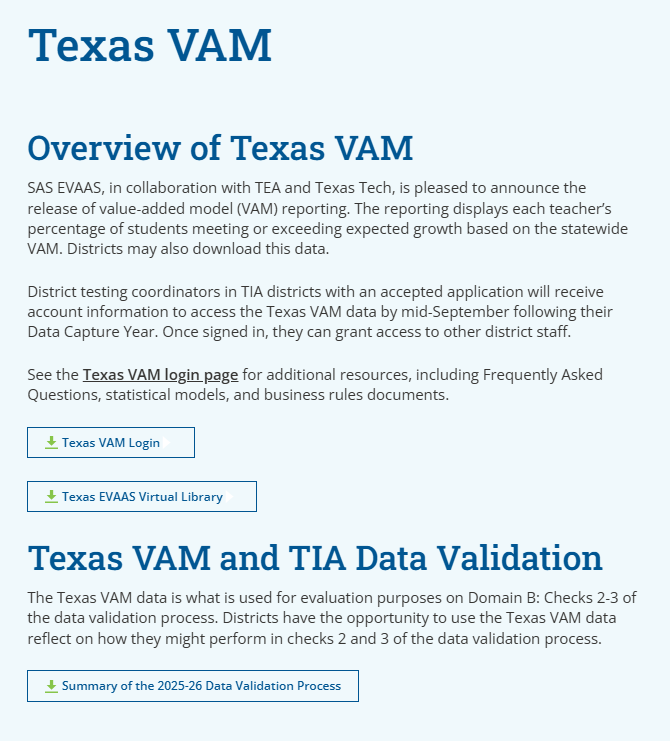 Texas VAM
Overview of Texas VAM
SAS EVAAS, in collaboration with TEA and Texas Tech, is pleased to announce the
release of value-added model (VAM) reporting. The reporting displays each teacher’s
percentage of students meeting or exceeding expected growth based on the statewide
VAM. Districts may also download this data.
District testing coordinators in TIA districts with an accepted application will receive
account information to access the Texas VAM data by mid-September following their
Data Capture Year. Once signed in, they can grant access to other district staff.
See the Texas VAM login page for additional resources, including Frequently Asked
Questions, statistical models, and business rules documents.
Texas VAM Login
Texas EVAAS Virtual Library
Texas VAM and TIA Data Validation
The Texas VAM data is what is used for evaluation purposes on Domain B: Checks 2-3 of
the data validation process. Districts have the opportunity to use the Texas VAM data
reflect on how they might perform in checks 2 and 3 of the data validation process.
Summary of the 2025-26 Data Validation Process